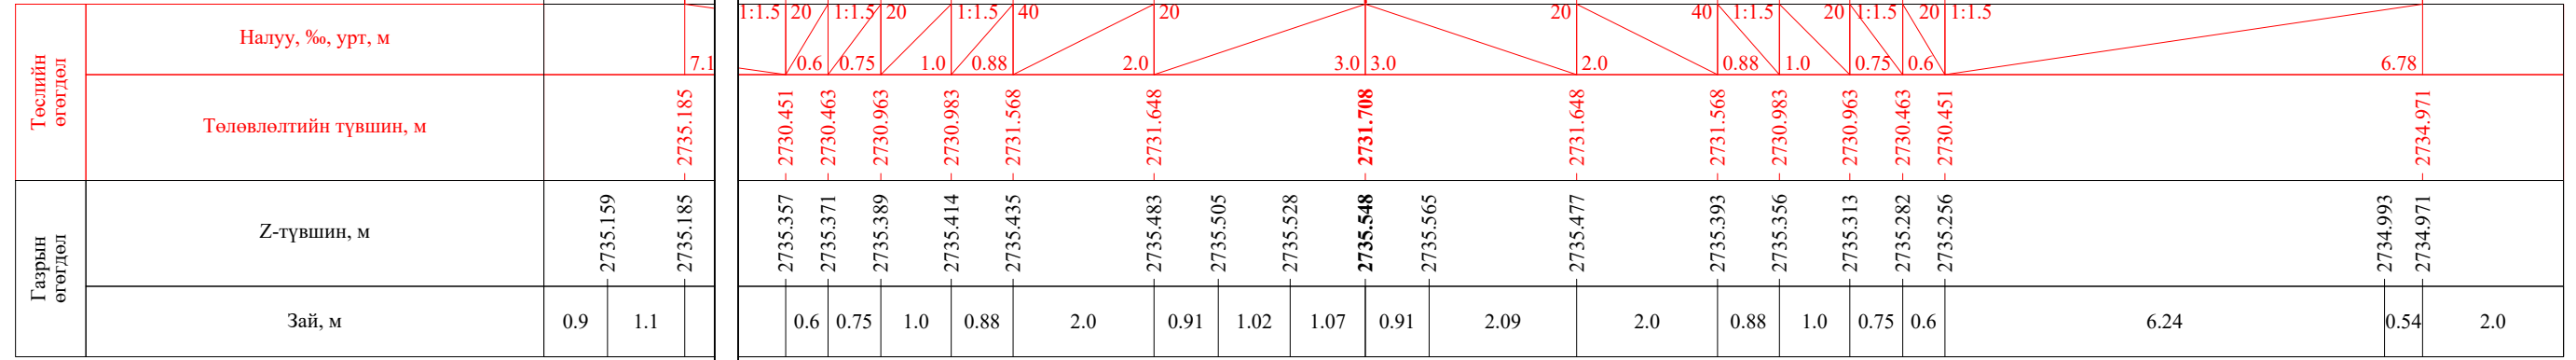 Төслийн өгөгдөл
Налуу, ‰, урт, м
1:1.5 20 1:1.5 20 1:1.5 40 20 20 40 1:1.5 20 1:1.5 20 1:1.5
7.1 0.6 0.75 1.0 0.88 2.0 3.0 3.0 2.0 0.88 1.0 0.75 0.6 6.78
Төлөвлөлтийн түвшин, м
2735.185 2730.451 2730.463 2730.963 2730.983 2731.568 2731.648 2731.708 2731.648 2731.568 2730.983 2730.963 2730.463 2730.451 2734.971
Газрын өгөгдөл
Z-түвшин, м
2735.159 2735.185 2735.357 2735.371 2735.389 2735.414 2735.435 2735.483 2735.505 2735.528 2735.548 2735.565 2735.477 2735.393 2735.356 2735.313 2735.282 2735.256 2734.993 2734.971
Зай, м
0.9 1.1 0.6 0.75 1.0 0.88 2.0 0.91 1.02 1.07 0.91 2.09 2.0 0.88 1.0 0.75 0.6 6.24 0.54 2.0